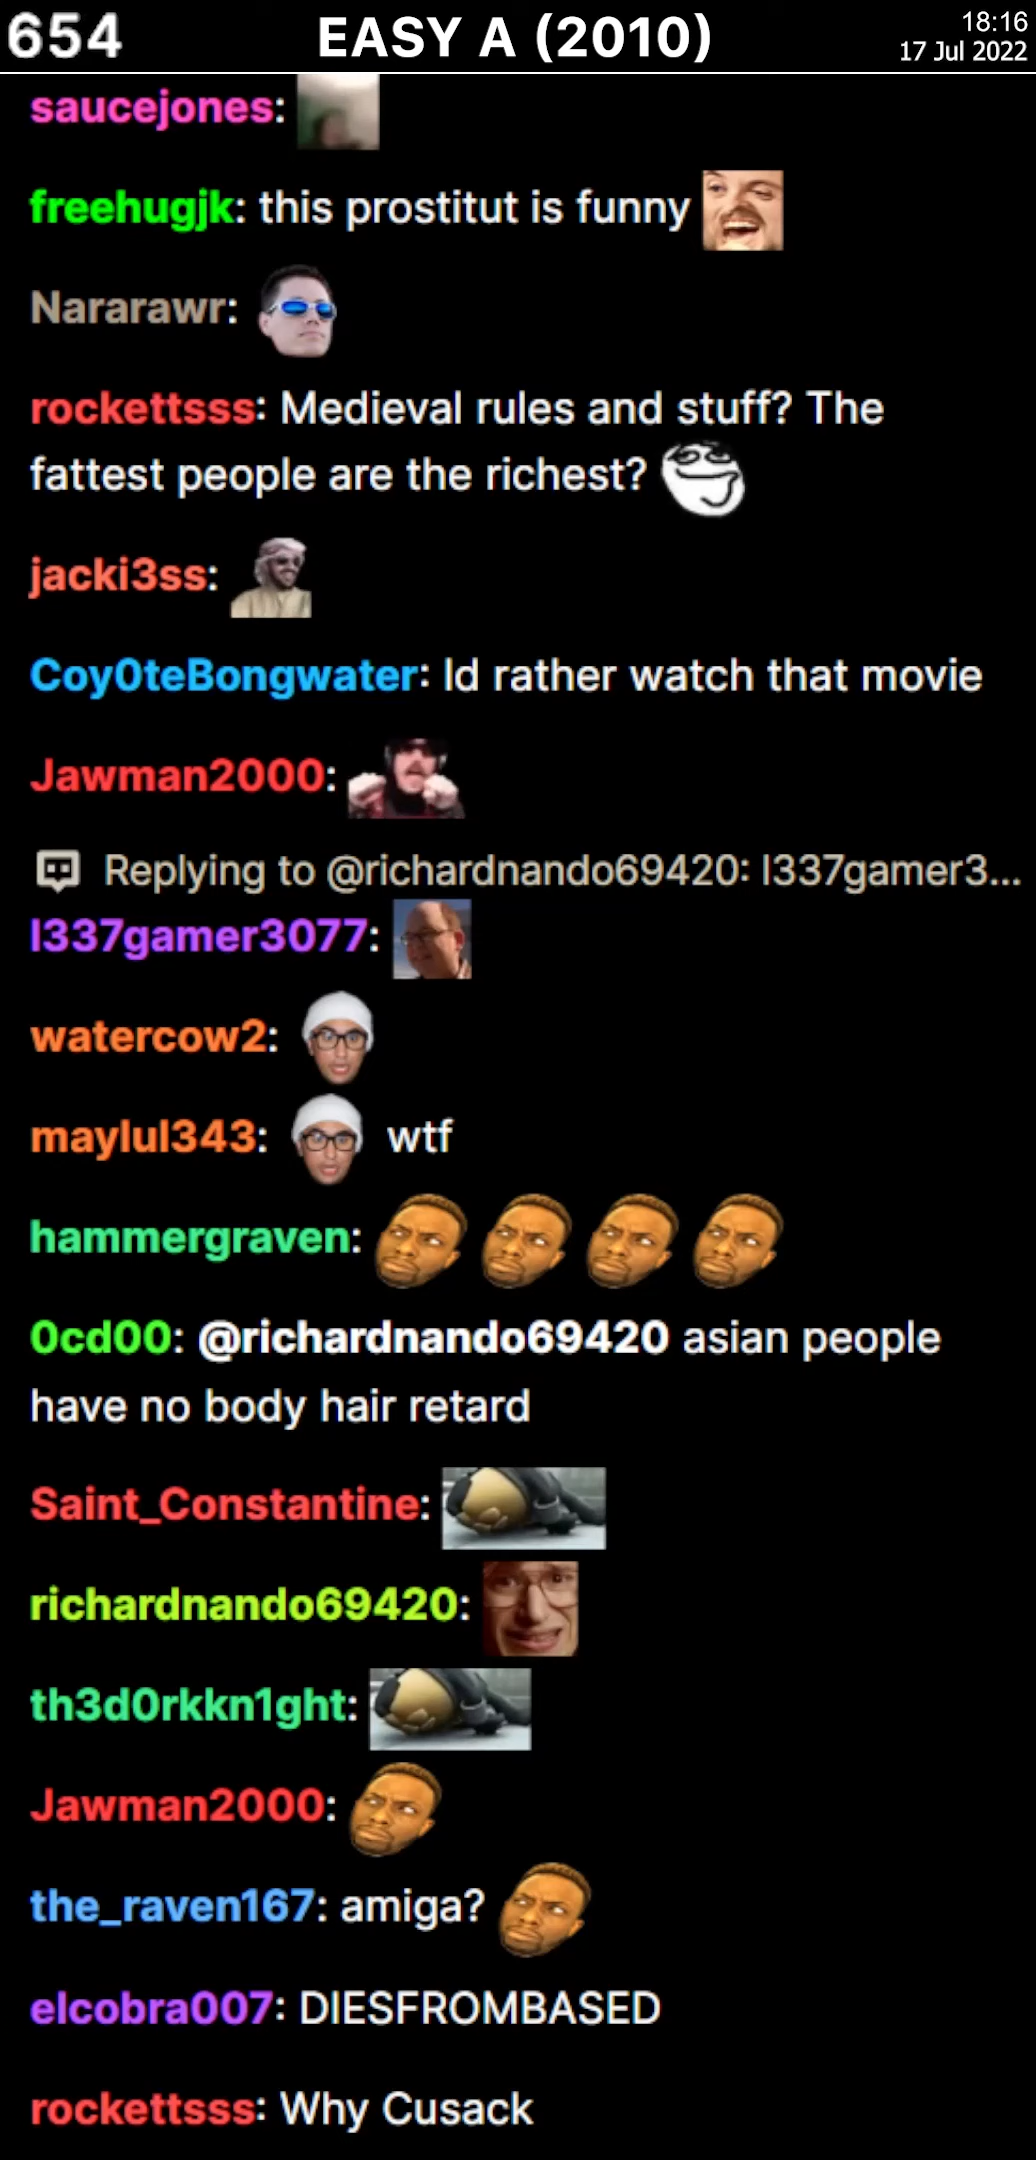 654 EASY A (2010) 18:16
17 Jul 2022
saucejones:
freehugjk: this prostitut is funny
Nararawr:
rockettsss: Medieval rules and stuff? The
fattest people are the richest?
jacki3ss:
Coy0teBongwater: Id rather watch that movie
Jawman2000:
Replying to @richardnando69420: l337gamer3...
l337gamer3077:
watercow2:
maylul343: wtf
hammergraven:
0cd00: @richardnando69420 asian people
have no body hair retard
Saint_Constantine:
richardnando69420:
th3d0rkkn1ght:
Jawman2000:
the_raven167: amiga?
elcobra007: DIESFROMBASED
rockettsss: Why Cusack